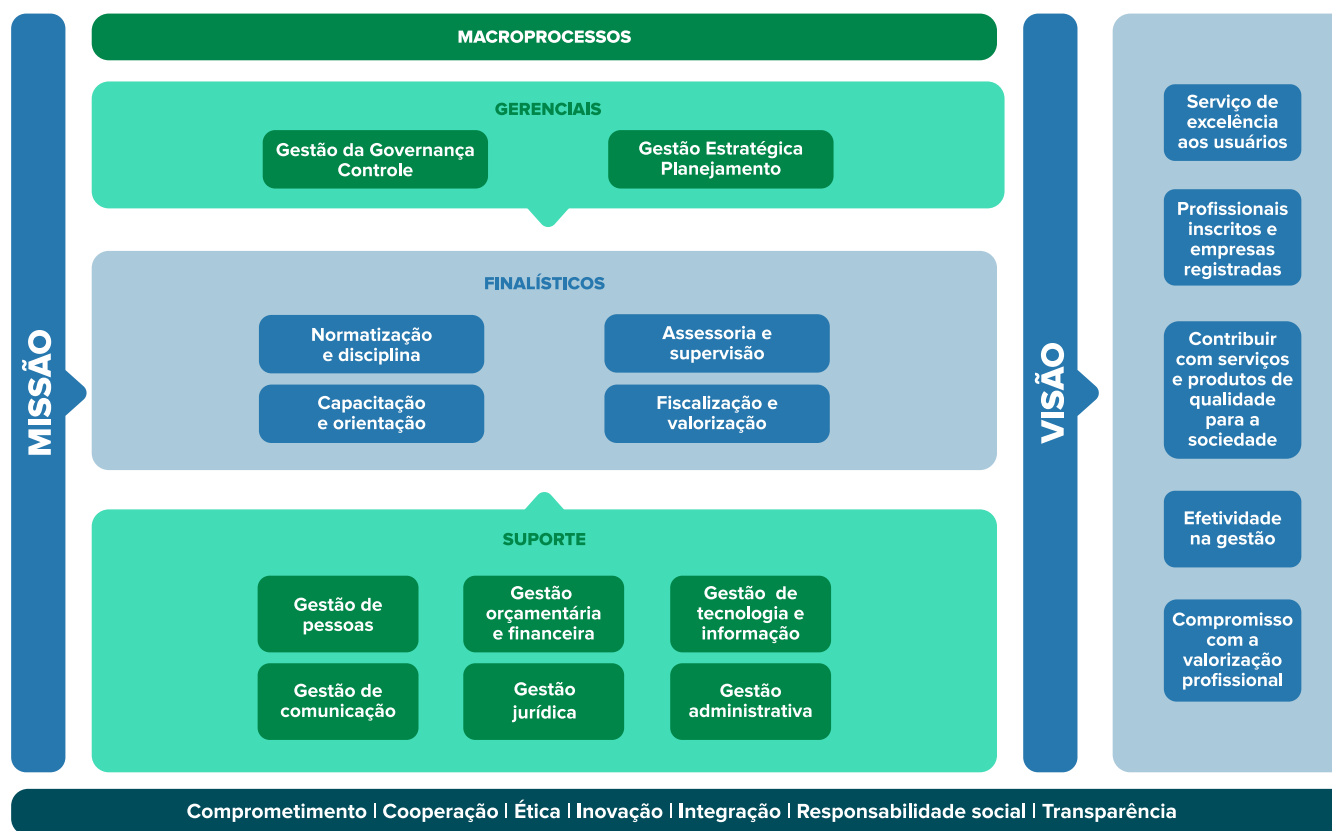 MISSÃO
MACROPROCESSOS
GERENCIAIS
Gestão da Governança
Controle
Gestão Estratégica
Planejamento
FINALÍSTICOS
Normatização
e disciplina
Assessoria e
supervisão
Capacitação
e orientação
Fiscalização e
valorização
SUPORTE
Gestão de
pessoas
Gestão
orçamentária
e financeira
Gestão de
tecnologia e
informação
Gestão de
comunicação
Gestão
jurídica
Gestão
administrativa
VISÃO
Serviço de
excelência
aos usuários
Profissionais
inscritos e
empresas
registradas
Contribuir
com serviços
e produtos de
qualidade
para a
sociedade
Efetividade
na gestão
Compromisso
com a
valorização
profissional
Comprometimento | Cooperação | Ética | Inovação | Integração | Responsabilidade social | Transparência